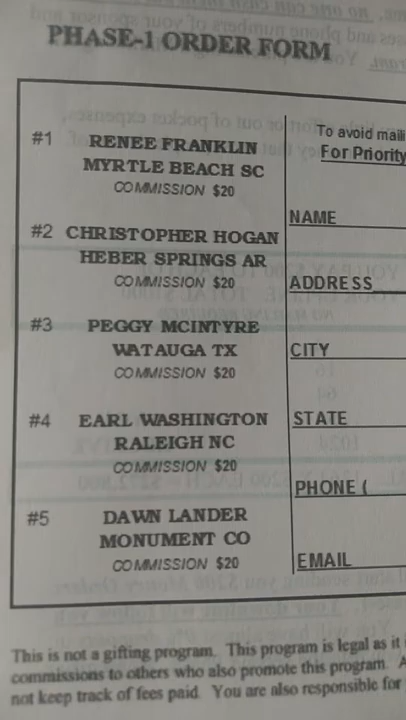 PHASE-1 ORDER FORM
#1 RENEE FRANKLIN
MYRTLE BEACH SC
COMMISSION $20
#2 CHRISTOPHER HOGAN
HEBER SPRINGS AR
COMMISSION $20
#3 PEGGY MCINTYRE
WATAUGA TX
COMMISSION $20
#4 EARL WASHINGTON
RALEIGH NC
COMMISSION $20
#5 DAWN LANDER
MONUMENT CO
COMMISSION $20
To avoid maili
For Priority
NAME
ADDRESS
CITY
STATE
PHONE (
EMAIL
This is not a gifting program. This program is legal as it
commissions to others who also promote this program. A
not keep track of fees paid. You are also responsible for